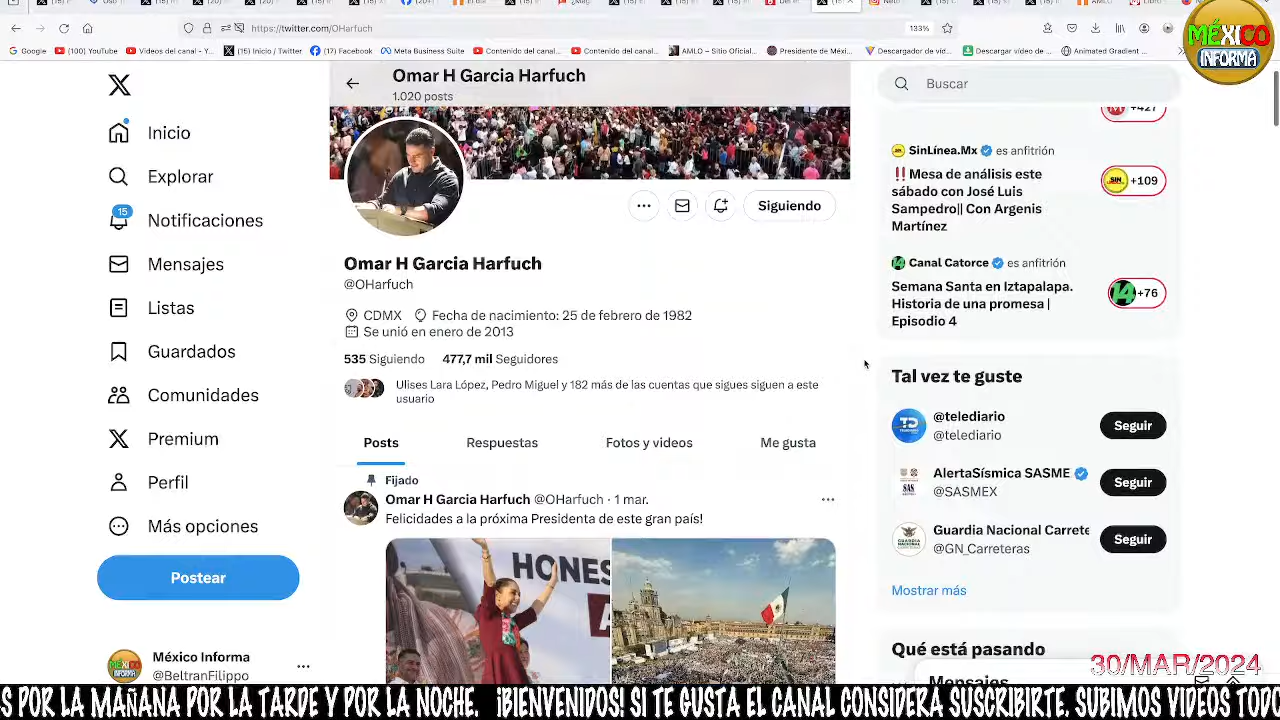 https://twitter.com/OHarfuch
133%
Google
(100) YouTube
Videos del canal - Y...
(15) Inicio / Twitter
(17) Facebook
Meta Business Suite
Contenido del canal...
Contenido del canal...
AMLO – Sitio Oficial...
Presidente de Méxi...
Descargador de vid...
Descargar vídeo de ...
Animated Gradient ...
MÉXICO
INFORMA
Omar H Garcia Harfuch
1.020 posts
Inicio
Explorar
15
Notificaciones
Mensajes
Listas
Guardados
Comunidades
Premium
Perfil
Más opciones
Postear
México Informa
@BeltranFilippo
Siguiendo
Omar H Garcia Harfuch
@OHarfuch
CDMX Fecha de nacimiento: 25 de febrero de 1982
Se unió en enero de 2013
535 Siguiendo 477,7 mil Seguidores
Ulises Lara López, Pedro Miguel y 182 más de las cuentas que sigues siguen a este
usuario
Posts Respuestas Fotos y videos Me gusta
Fijado
Omar H Garcia Harfuch @OHarfuch · 1 mar.
Felicidades a la próxima Presidenta de este gran país!
HONES
Buscar
+427
SinLínea.Mx es anfitrión
‼️Mesa de análisis este
sábado con José Luis
Sampedro|| Con Argenis
Martínez
SIN
+109
Canal Catorce es anfitrión
Semana Santa en Iztapalapa.
Historia de una promesa |
Episodio 4
14
+76
Tal vez te guste
@telediario
@telediario
Seguir
AlertaSísmica SASME
@SASMEX
Seguir
Guardia Nacional Carrete
@GN_Carreteras
Seguir
Mostrar más
Qué está pasando
Mensajes
30/MAR/2024
S POR LA MAÑANA POR LA TARDE Y POR LA NOCHE. ¡BIENVENIDOS! SI TE GUSTA EL CANAL CONSIDERA SUSCRIBIRTE. SUBIMOS VIDEOS TODO